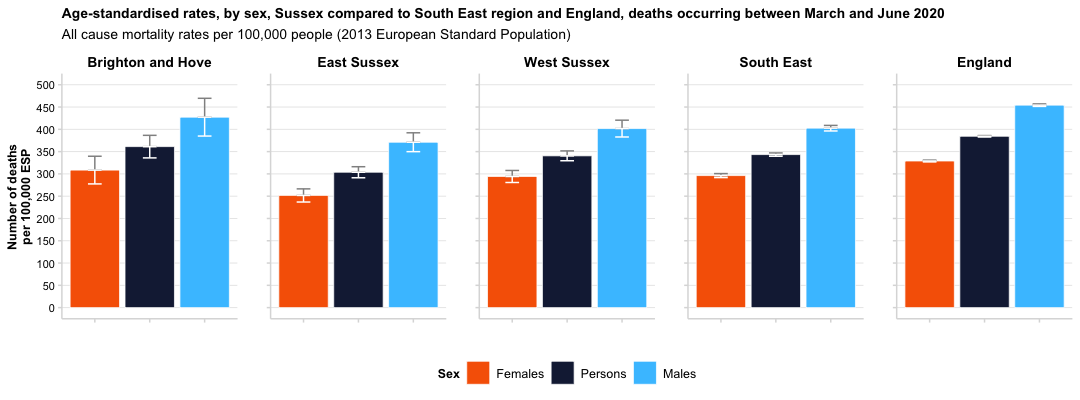 Age-standardised rates, by sex, Sussex compared to South East region and England, deaths occurring between March and June 2020
All cause mortality rates per 100,000 people (2013 European Standard Population)
Brighton and Hove
East Sussex
West Sussex
South East
England
Number of deaths
per 100,000 ESP
500
450
400
350
300
250
200
150
100
50
0
Sex Females Persons Males